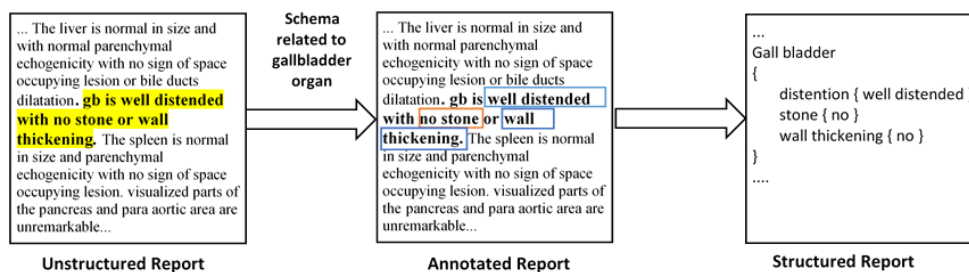 ... The liver is normal in size and
with normal parenchymal
echogenicity with no sign of space
occupying lesion or bile ducts
dilatation. gb is well distended
with no stone or wall
thickening. The spleen is normal
in size and parenchymal
echogenicity with no sign of space
occupying lesion. visualized parts of
the pancreas and para aortic area are
unremarkable...
Unstructured Report
Schema
related to
gallbladder
organ
... The liver is normal in size and
with normal parenchymal
echogenicity with no sign of space
occupying lesion or bile ducts
dilatation. gb is well distended
with no stone or wall
thickening. The spleen is normal
in size and parenchymal
echogenicity with no sign of space
occupying lesion. visualized parts of
the pancreas and para aortic area are
unremarkable...
Annotated Report
...
Gall bladder
{
distention { well distended }
stone { no }
wall thickening { no }
}
....
Structured Report